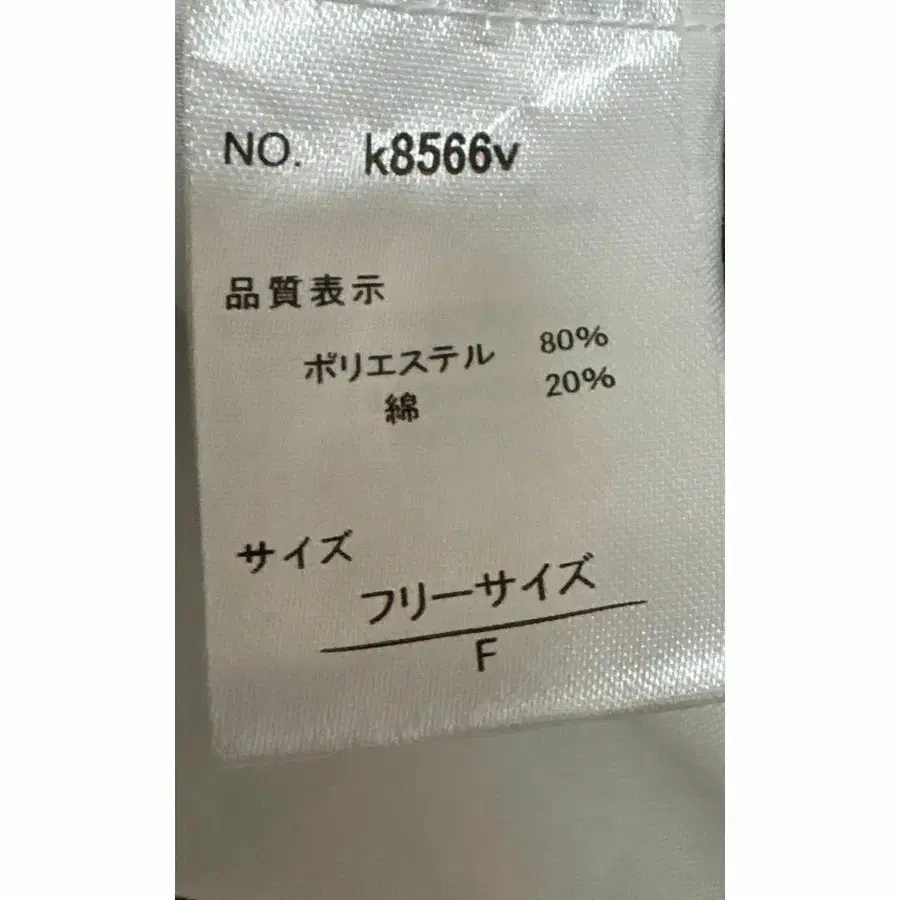 NO. k8566v
品質表示
ポリエステル 80%
綿 20%
サイズ
フリーサイズ
F